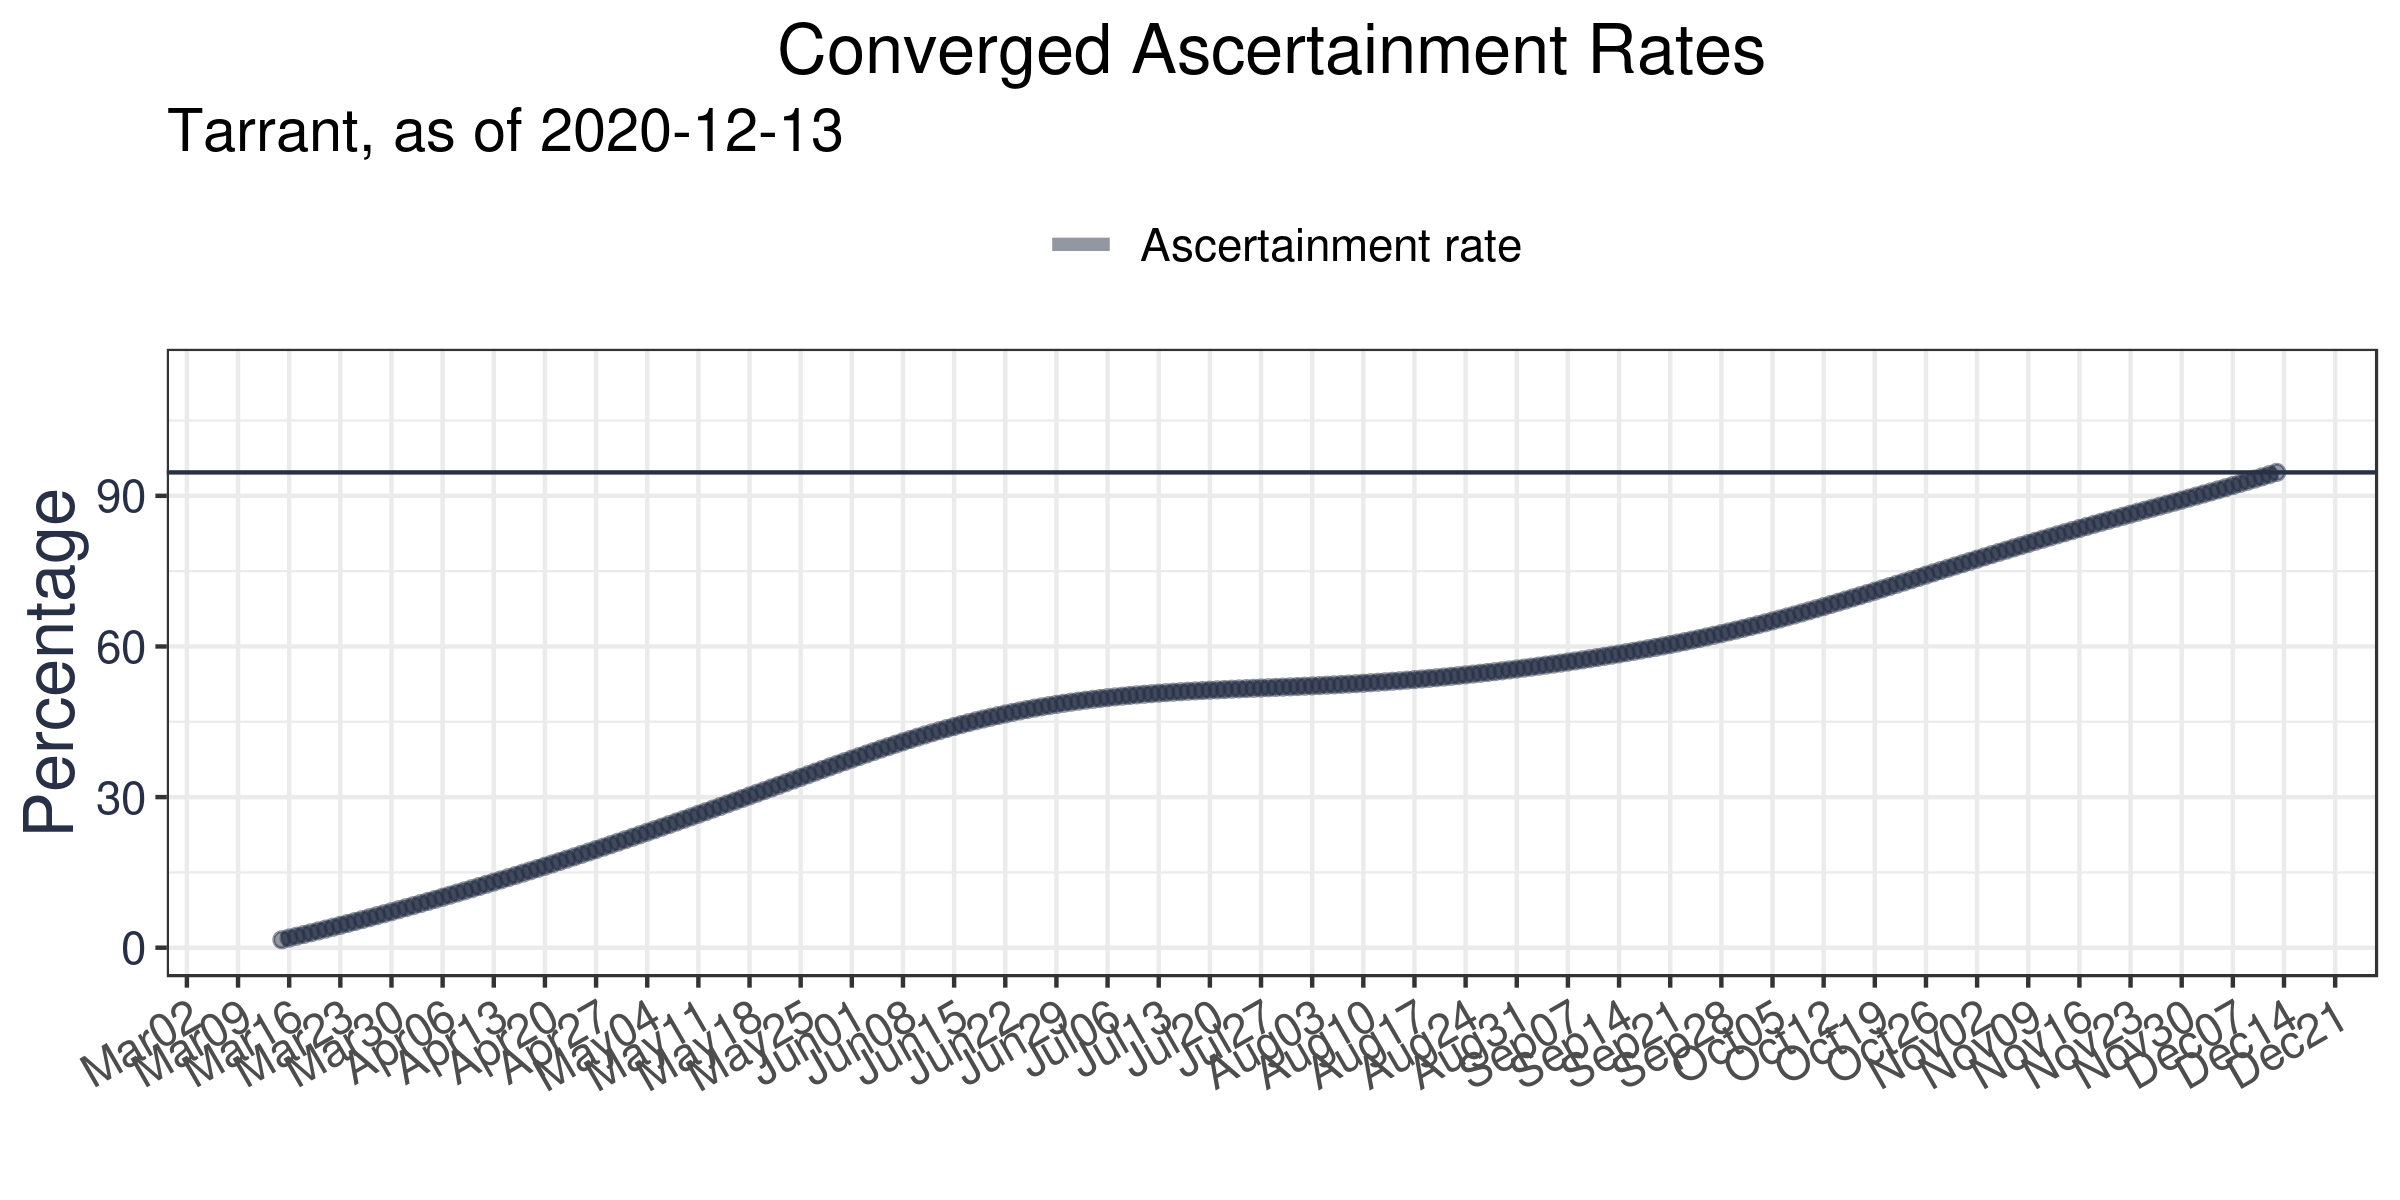 Converged Ascertainment Rates
Tarrant, as of 2020-12-13
Ascertainment rate
Percentage
90
60
30
0
Mar02
Mar09
Mar16
Mar23
Mar30
Apr06
Apr13
Apr20
Apr27
May04
May11
May18
May25
Jun01
Jun08
Jun15
Jun22
Jun29
Jul06
Jul13
Jul20
Jul27
Aug03
Aug10
Aug17
Aug24
Aug31
Sep07
Sep14
Sep21
Sep28
Oct05
Oct12
Oct19
Oct26
Nov02
Nov09
Nov16
Nov23
Nov30
Dec07
Dec14
Dec21